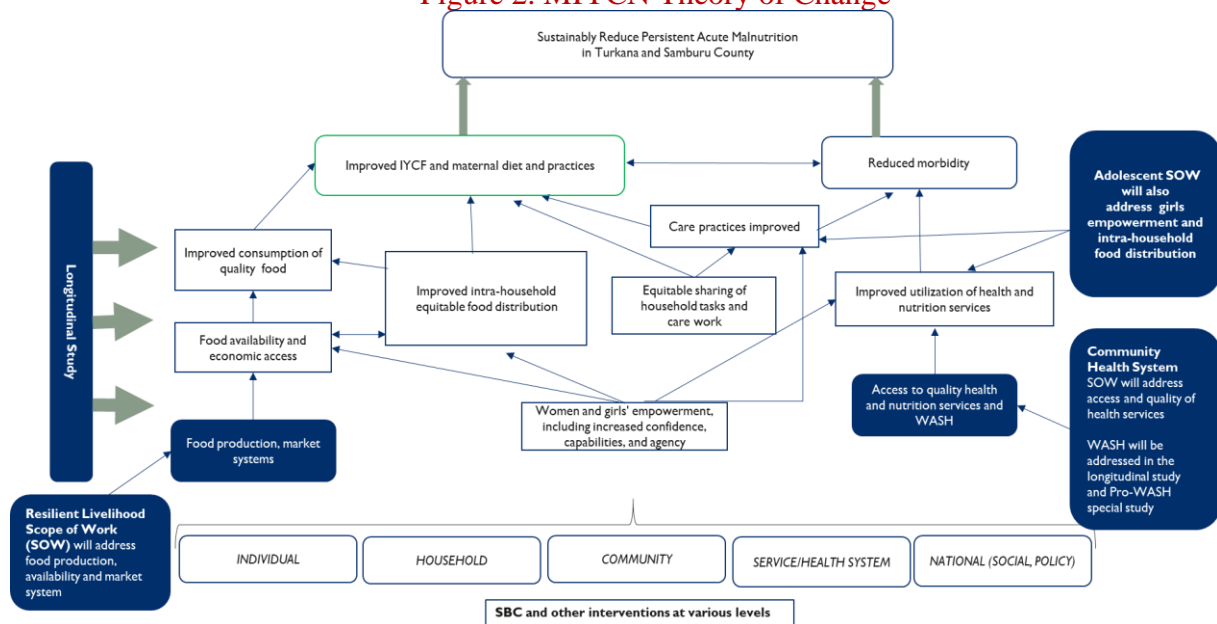 Figure 2: MIYCN Theory of Change
Sustainably Reduce Persistent Acute Malnutrition
in Turkana and Samburu County
Improved IYCF and maternal diet and practices
Reduced morbidity
Adolescent SOW
will also
address girls
empowerment and
intra-household
food distribution
Care practices improved
Longitudinal Study
Improved consumption of
quality food
Improved intra-household
equitable food distribution
Equitable sharing of
household tasks and
care work
Improved utilization of health and
nutrition services
Food availability and
economic access
Community
Health System
SOW will address
access and quality of
health services
WASH will be
addressed in the
longitudinal study
and Pro-WASH
special study
Women and girls' empowerment,
including increased confidence,
capabilities, and agency
Access to quality health
and nutrition services and
WASH
Food production, market
systems
Resilient Livelihood
Scope of Work
(SOW) will address
food production,
availability and market
system
INDIVIDUAL
HOUSEHOLD
COMMUNITY
SERVICE/HEALTH SYSTEM
NATIONAL (SOCIAL, POLICY)
SBC and other interventions at various levels